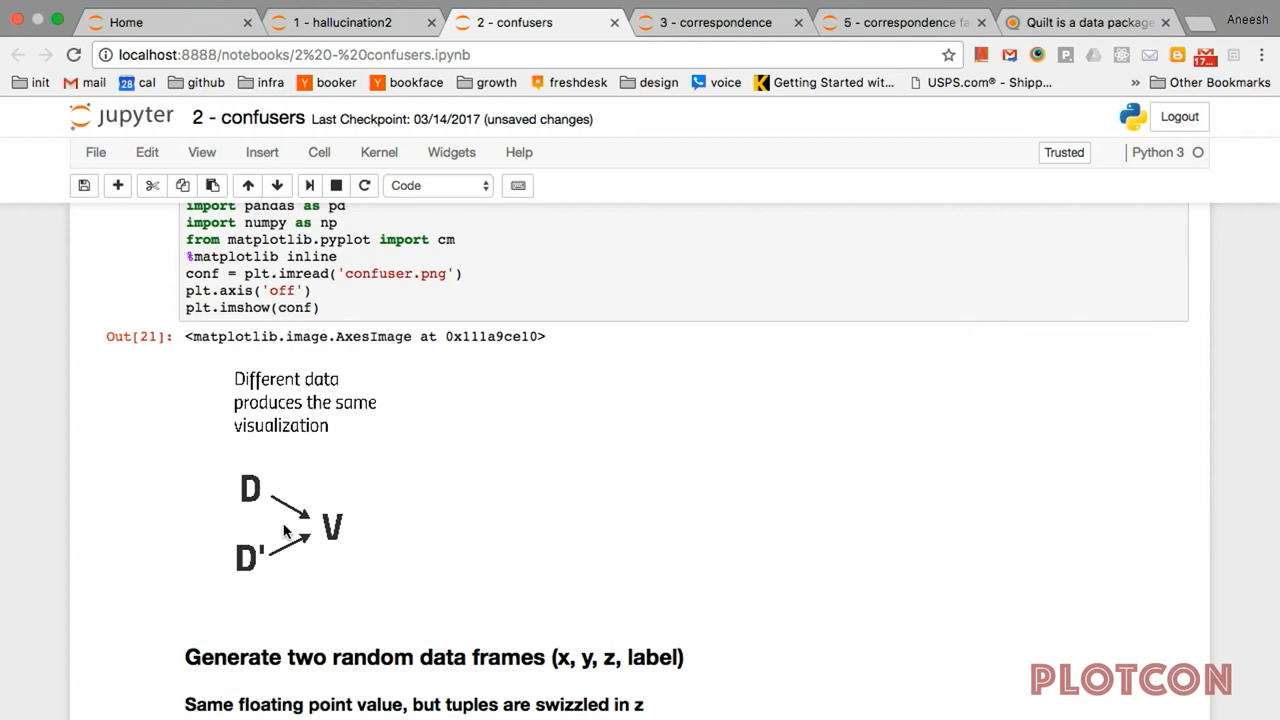 Home
1 - hallucination2
2 - confusers
3 - correspondence
5 - correspondence fa
Quilt is a data package
Aneesh
localhost:8888/notebooks/2%20-%20confusers.ipynb
17...
init
mail
28 cal
github
infra
booker
bookface
growth
freshdesk
design
voice
Getting Started wit...
USPS.com® - Shipp...
»
Other Bookmarks
jupyter 2 - confusers Last Checkpoint: 03/14/2017 (unsaved changes)
Logout
File Edit View Insert Cell Kernel Widgets Help
Trusted
Python 3
Code
import pandas as pd
import numpy as np
from matplotlib.pyplot import cm
%matplotlib inline
conf = plt.imread('confuser.png')
plt.axis('off')
plt.imshow(conf)
Out[21]: <matplotlib.image.AxesImage at 0x111a9ce10>
Different data
produces the same
visualization
D
V
D'
Generate two random data frames (x, y, z, label)
Same floating point value, but tuples are swizzled in z
PLOTCON